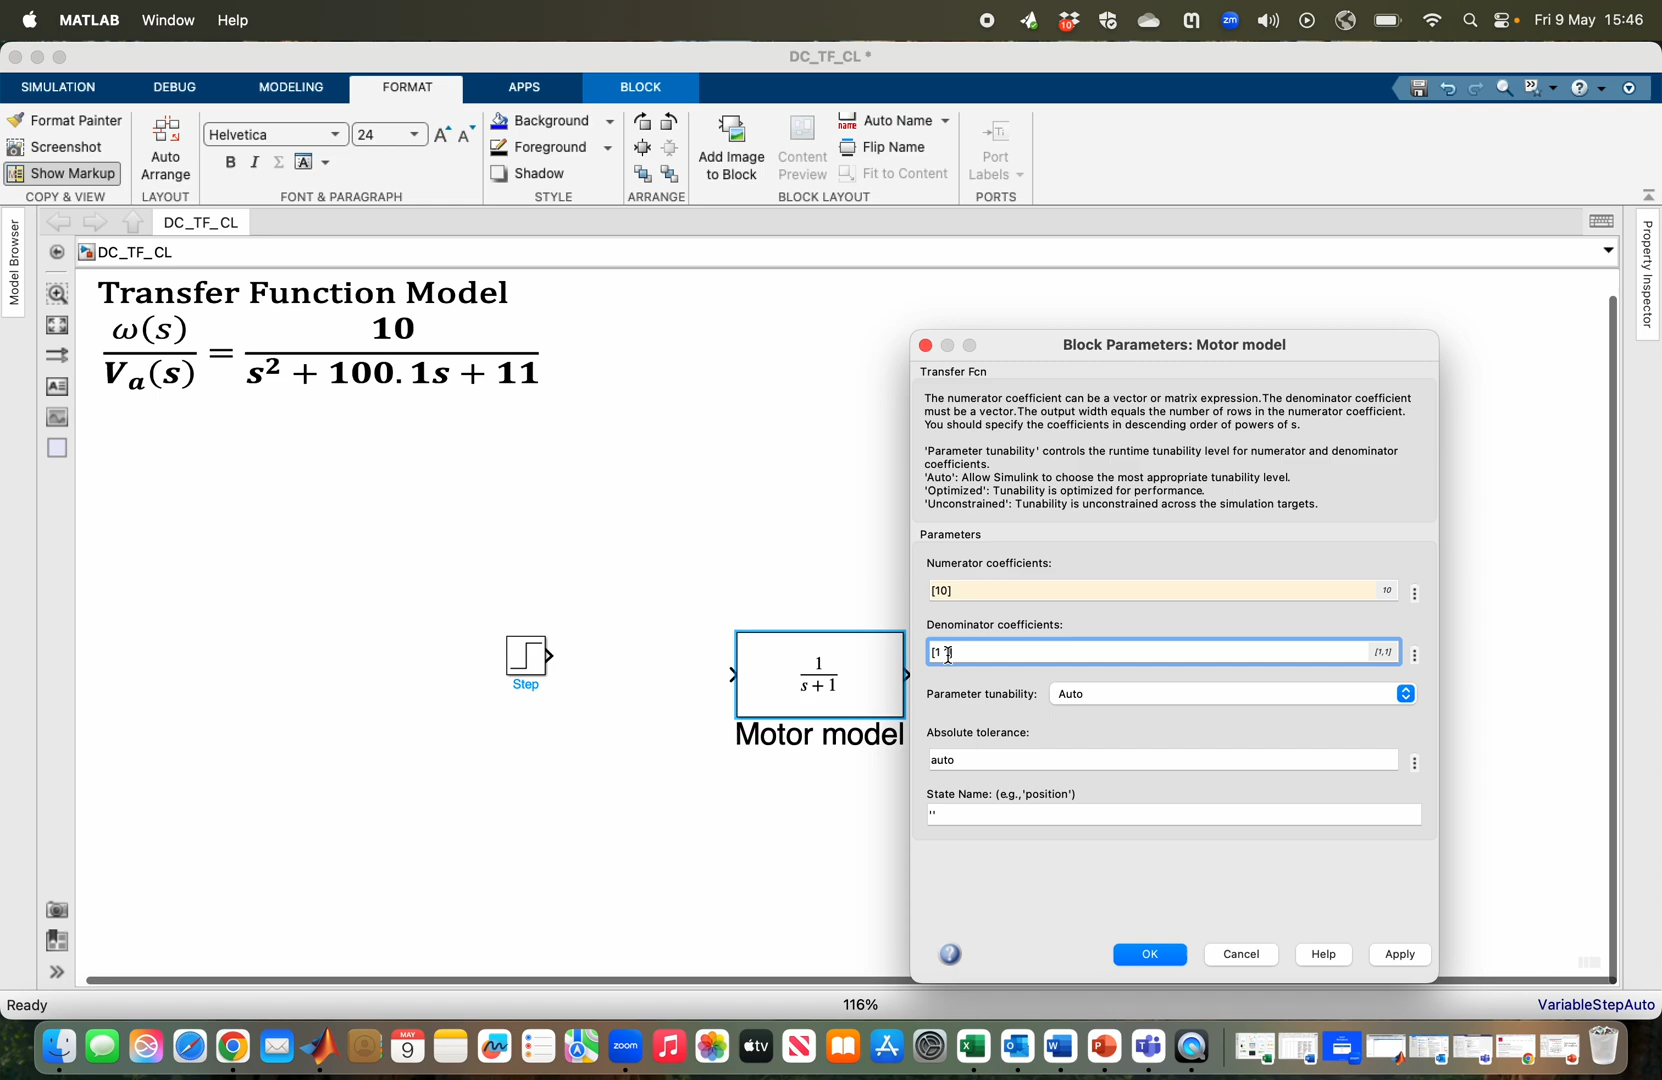 MATLAB Window Help
10
zm
Fri 9 May 15:46
DC_TF_CL *
SIMULATION DEBUG MODELING FORMAT APPS BLOCK
Format Painter
Screenshot
Show Markup
COPY & VIEW
Auto
Arrange
LAYOUT
Helvetica 24
B I Σ A
FONT & PARAGRAPH
Background
Foreground
Shadow
STYLE
ARRANGE
Add Image
to Block
Content
Preview
Auto Name
Flip Name
Fit to Content
BLOCK LAYOUT
Port
Labels
PORTS
DC_TF_CL
DC_TF_CL
Model Browser
Property Inspector
Transfer Function Model
ω(s) / Vₐ(s) = 10 / s² + 100.1s + 11
Step
1
s + 1
Motor model
Block Parameters: Motor model
Transfer Fcn
The numerator coefficient can be a vector or matrix expression.The denominator coefficient
must be a vector.The output width equals the number of rows in the numerator coefficient.
You should specify the coefficients in descending order of powers of s.
'Parameter tunability' controls the runtime tunability level for numerator and denominator
coefficients.
'Auto': Allow Simulink to choose the most appropriate tunability level.
'Optimized': Tunability is optimized for performance.
'Unconstrained': Tunability is unconstrained across the simulation targets.
Parameters
Numerator coefficients:
[10] 10
Denominator coefficients:
[1 [1,1]
Parameter tunability: Auto
Absolute tolerance:
auto
State Name: (e.g.,'position')
''
OK Cancel Help Apply
Ready 116% VariableStepAuto
MAY
9
zoom
tv